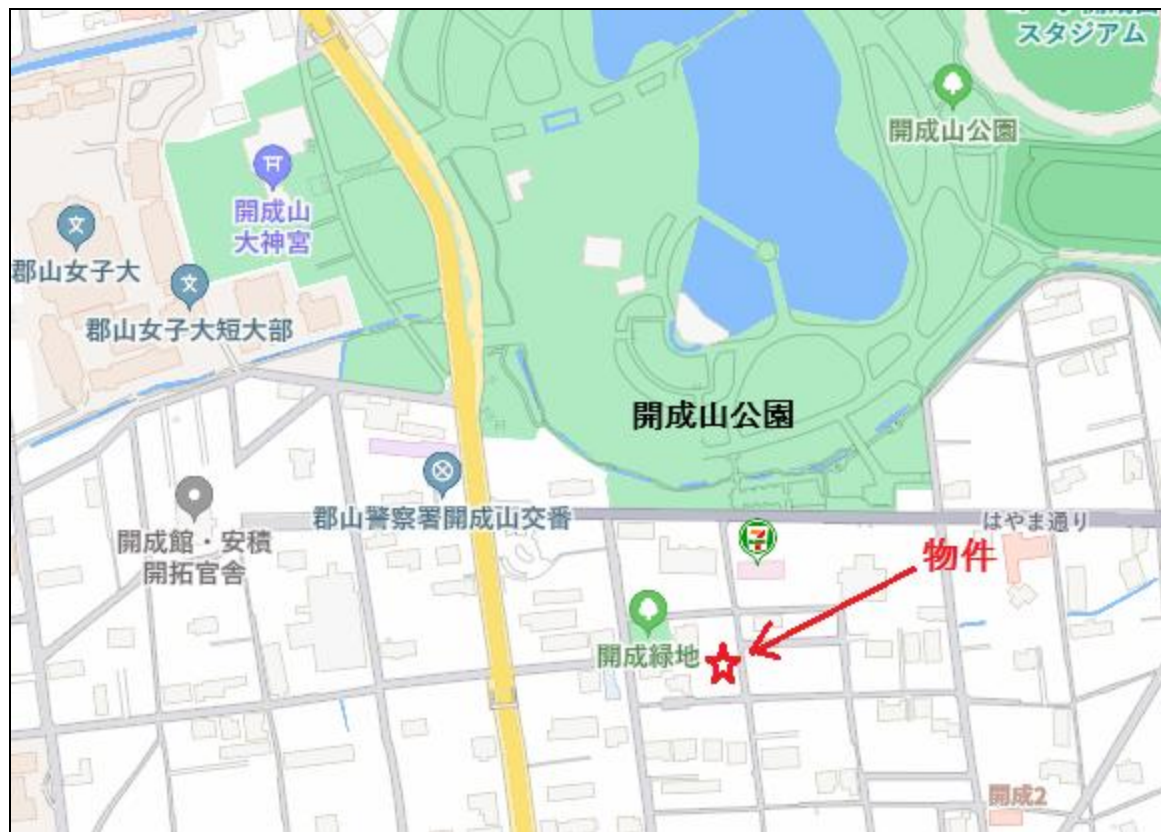 スタジアム
開成山公園
開成山
大神宮
郡山女子大
郡山女子大短大部
開成山公園
郡山警察署開成山交番
はやま通り
開成館・安積
開拓官舎
7
物件
開成緑地
開成2